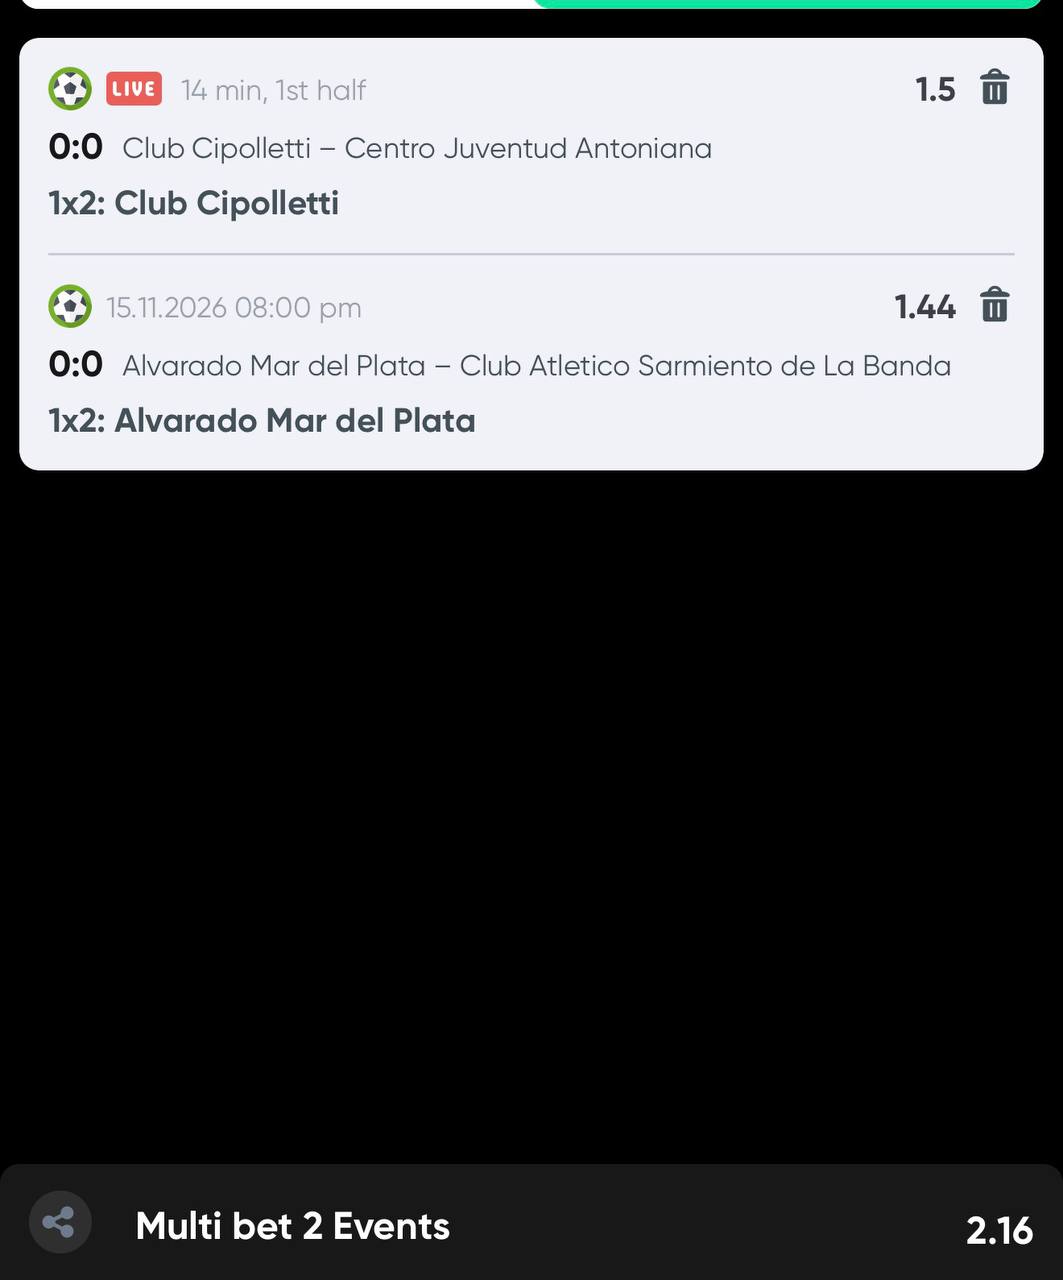 LIVE 14 min, 1st half 1.5
0:0 Club Cipolletti – Centro Juventud Antoniana
1x2: Club Cipolletti
15.11.2026 08:00 pm 1.44
0:0 Alvarado Mar del Plata – Club Atletico Sarmiento de La Banda
1x2: Alvarado Mar del Plata
Multi bet 2 Events 2.16